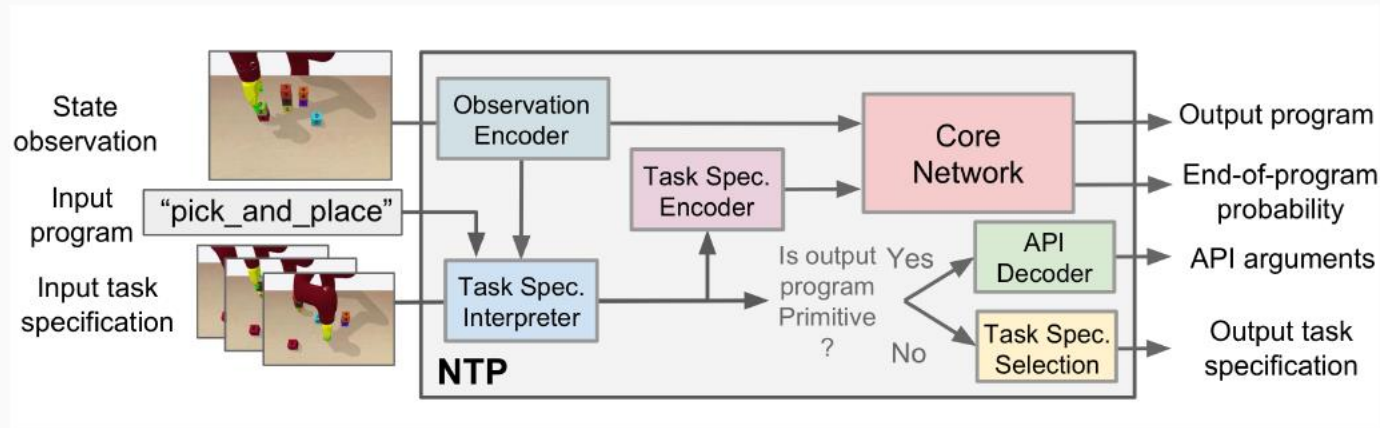 State
observation
Input
program
Input task
specification
"pick_and_place"
Observation
Encoder
Task Spec.
Interpreter
NTP
Task Spec.
Encoder
Core
Network
Is output
program
Primitive
?
Yes
No
API
Decoder
Task Spec.
Selection
Output program
End-of-program
probability
API arguments
Output task
specification